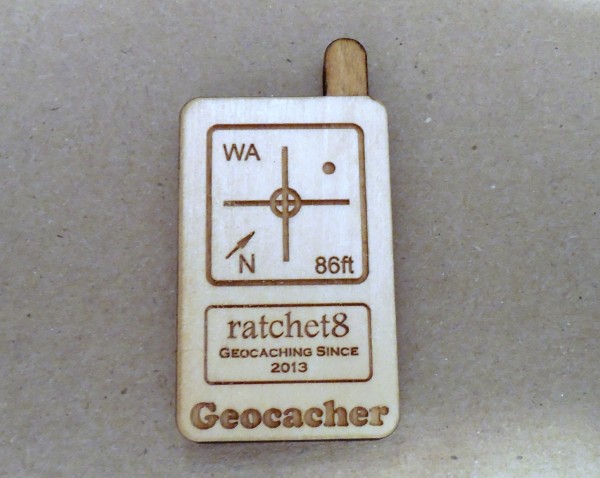 WA
N
86ft
ratchet8
GEOCACHING SINCE
2013
Geocacher